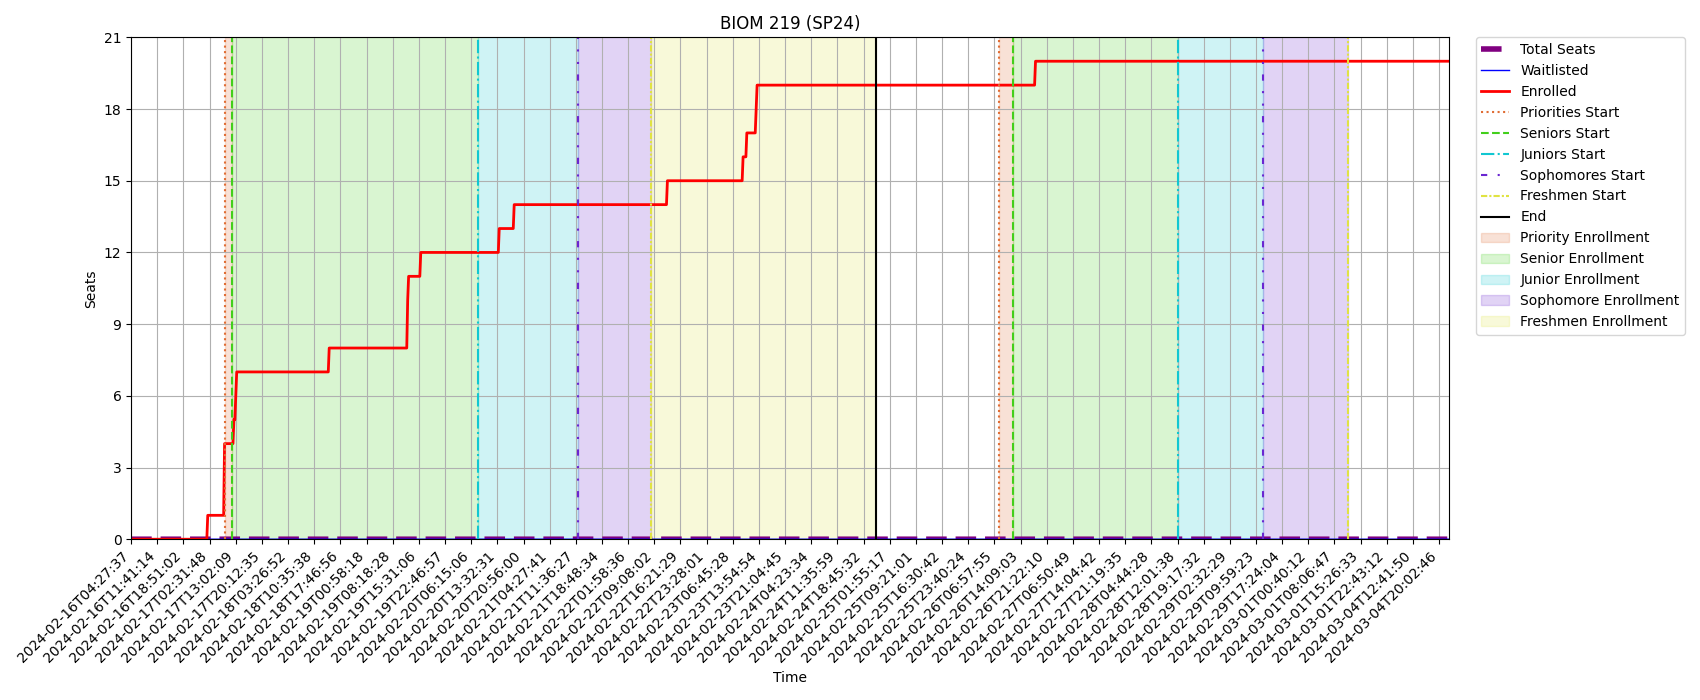 BIOM 219 (SP24)
21
18
15
12
9
6
3
0
Seats
2024-02-16T04:27:37
2024-02-16T11:41:14
2024-02-16T18:51:02
2024-02-17T02:31:48
2024-02-17T13:02:09
2024-02-17T20:12:35
2024-02-18T03:26:52
2024-02-18T10:35:38
2024-02-18T17:46:56
2024-02-19T00:58:18
2024-02-19T08:18:28
2024-02-19T15:31:06
2024-02-19T22:46:57
2024-02-20T06:15:06
2024-02-20T13:32:31
2024-02-20T20:56:00
2024-02-21T04:27:41
2024-02-21T11:36:27
2024-02-21T18:48:34
2024-02-22T01:58:36
2024-02-22T09:08:02
2024-02-22T16:21:29
2024-02-22T23:28:01
2024-02-23T06:45:28
2024-02-23T13:54:54
2024-02-23T21:04:45
2024-02-24T04:23:34
2024-02-24T11:35:59
2024-02-24T18:45:32
2024-02-25T01:55:17
2024-02-25T09:21:01
2024-02-25T16:30:42
2024-02-25T23:40:24
2024-02-26T06:57:55
2024-02-26T14:09:03
2024-02-26T21:22:10
2024-02-27T06:50:49
2024-02-27T14:04:42
2024-02-27T21:19:35
2024-02-28T04:44:28
2024-02-28T12:01:38
2024-02-28T19:17:32
2024-02-29T02:32:29
2024-02-29T09:59:23
2024-02-29T17:24:04
2024-03-01T00:40:12
2024-03-01T08:06:47
2024-03-01T15:26:33
2024-03-01T22:43:12
2024-03-04T12:41:50
2024-03-04T20:02:46
Time
Total Seats
Waitlisted
Enrolled
Priorities Start
Seniors Start
Juniors Start
Sophomores Start
Freshmen Start
End
Priority Enrollment
Senior Enrollment
Junior Enrollment
Sophomore Enrollment
Freshmen Enrollment